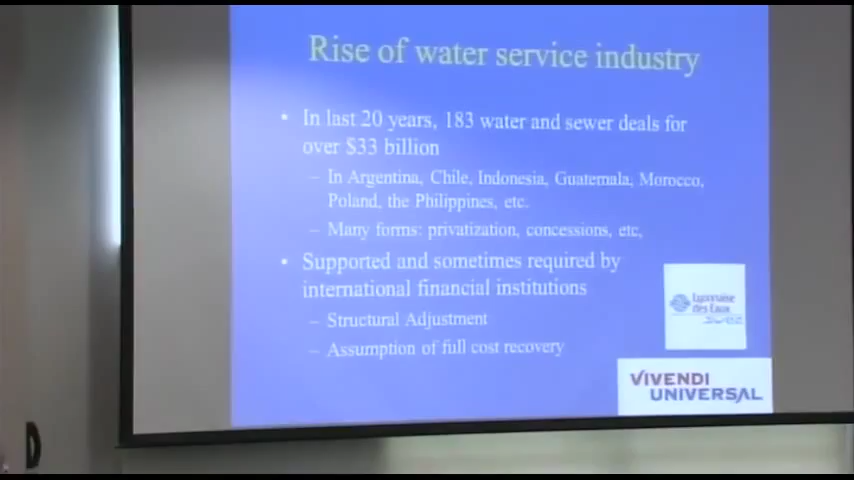 Rise of water service industry
• In last 20 years, 183 water and sewer deals for
over $33 billion
– In Argentina, Chile, Indonesia, Guatemala, Morocco,
Poland, the Philippines, etc.
– Many forms: privatization, concessions, etc,
• Supported and sometimes required by
international financial institutions
– Structural Adjustment
– Assumption of full cost recovery
Lyonnaise
des Eaux
VIVENDI
UNIVERSAL
D